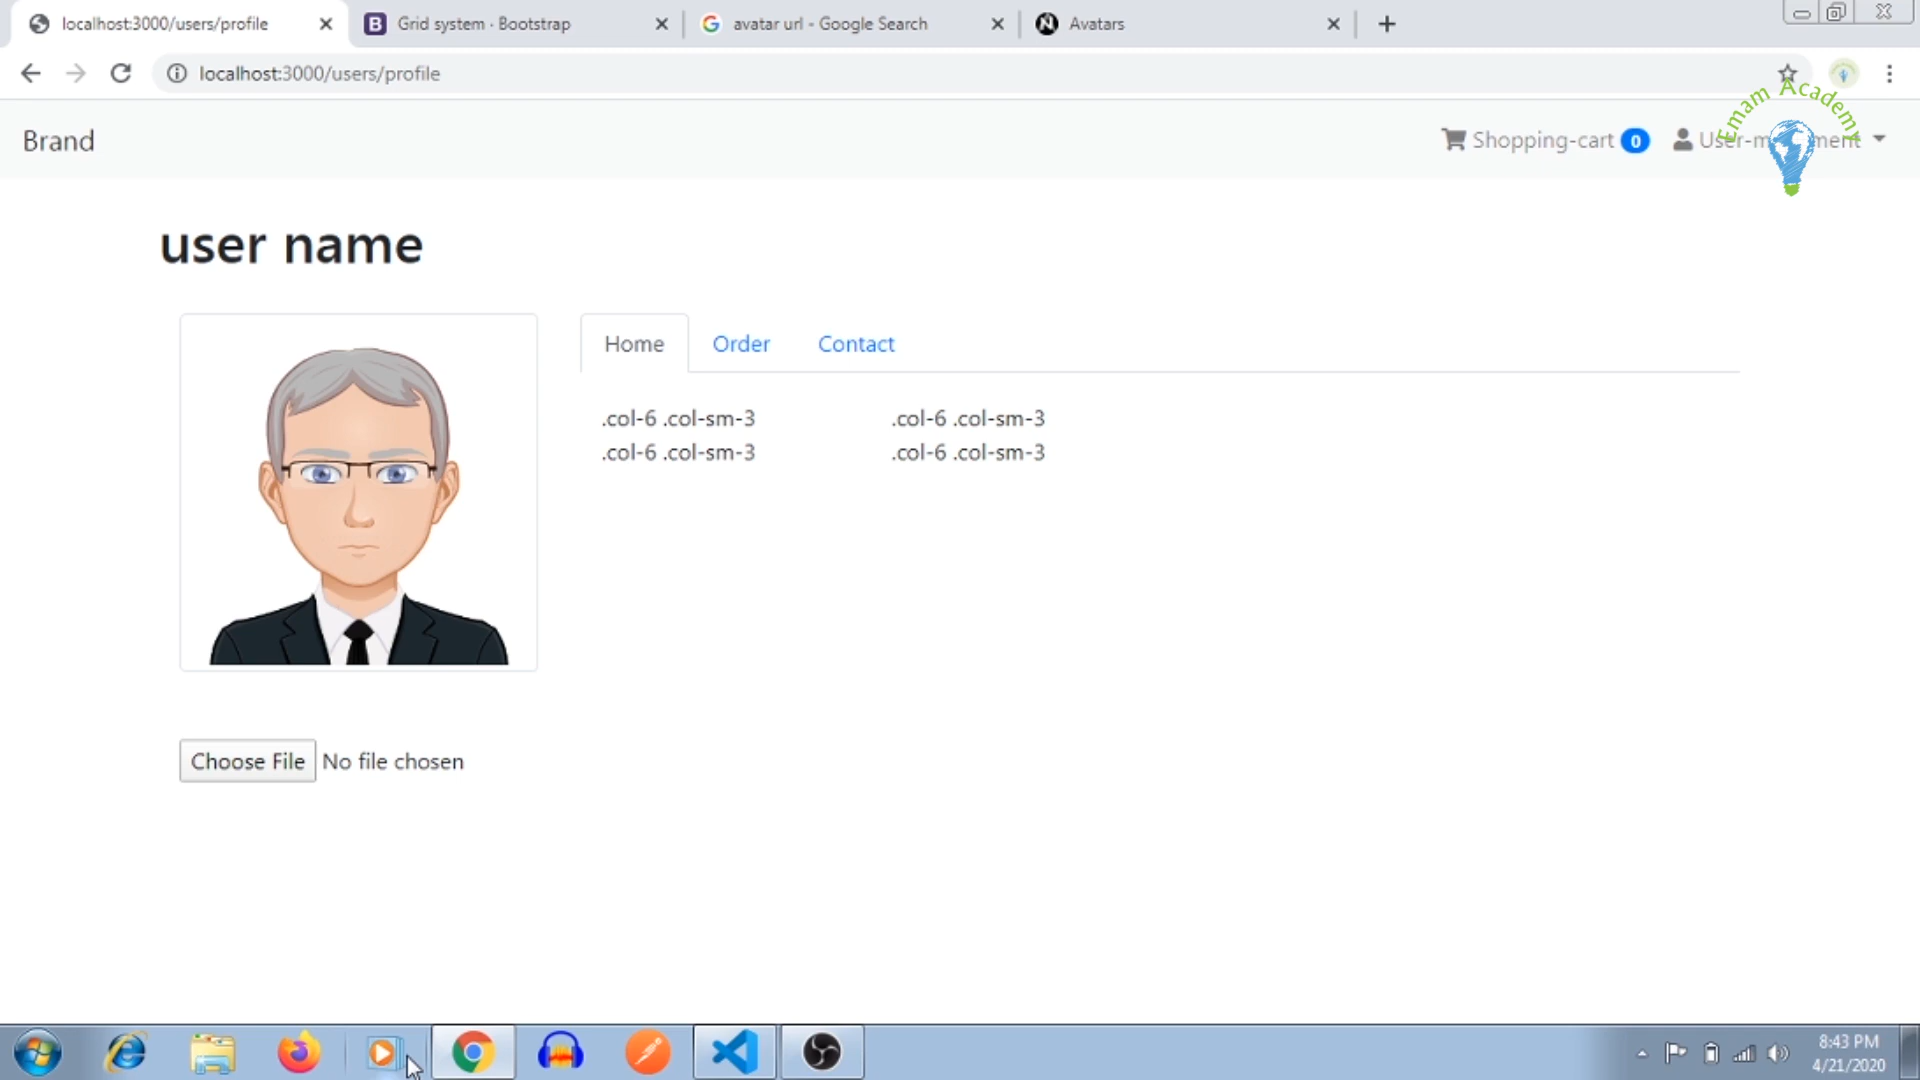 localhost:3000/users/profile
Grid system · Bootstrap
avatar url - Google Search
Avatars
localhost:3000/users/profile
Emam Academy
Brand
Shopping-cart 0
user name
Home Order Contact
.col-6 .col-sm-3 .col-6 .col-sm-3
.col-6 .col-sm-3 .col-6 .col-sm-3
Choose File No file chosen
8:43 PM
4/21/2020